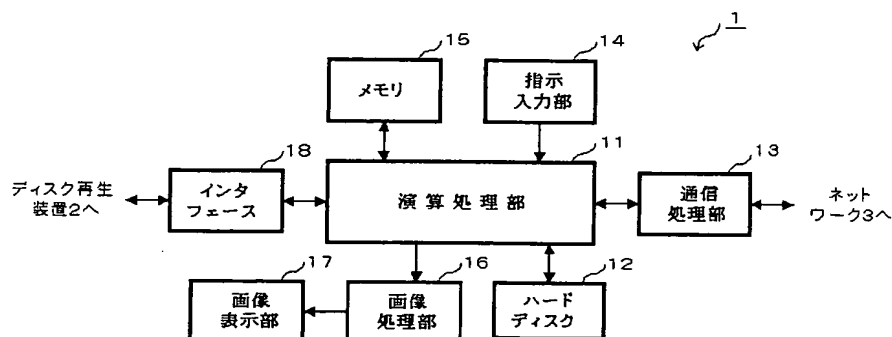 1
15
メモリ
14
指示
入力部
18
インタ
フェース
11
演算処理部
13
通信
処理部
ディスク再生
装置2へ
ネット
ワーク3へ
17
画像
表示部
16
画像
処理部
12
ハード
ディスク